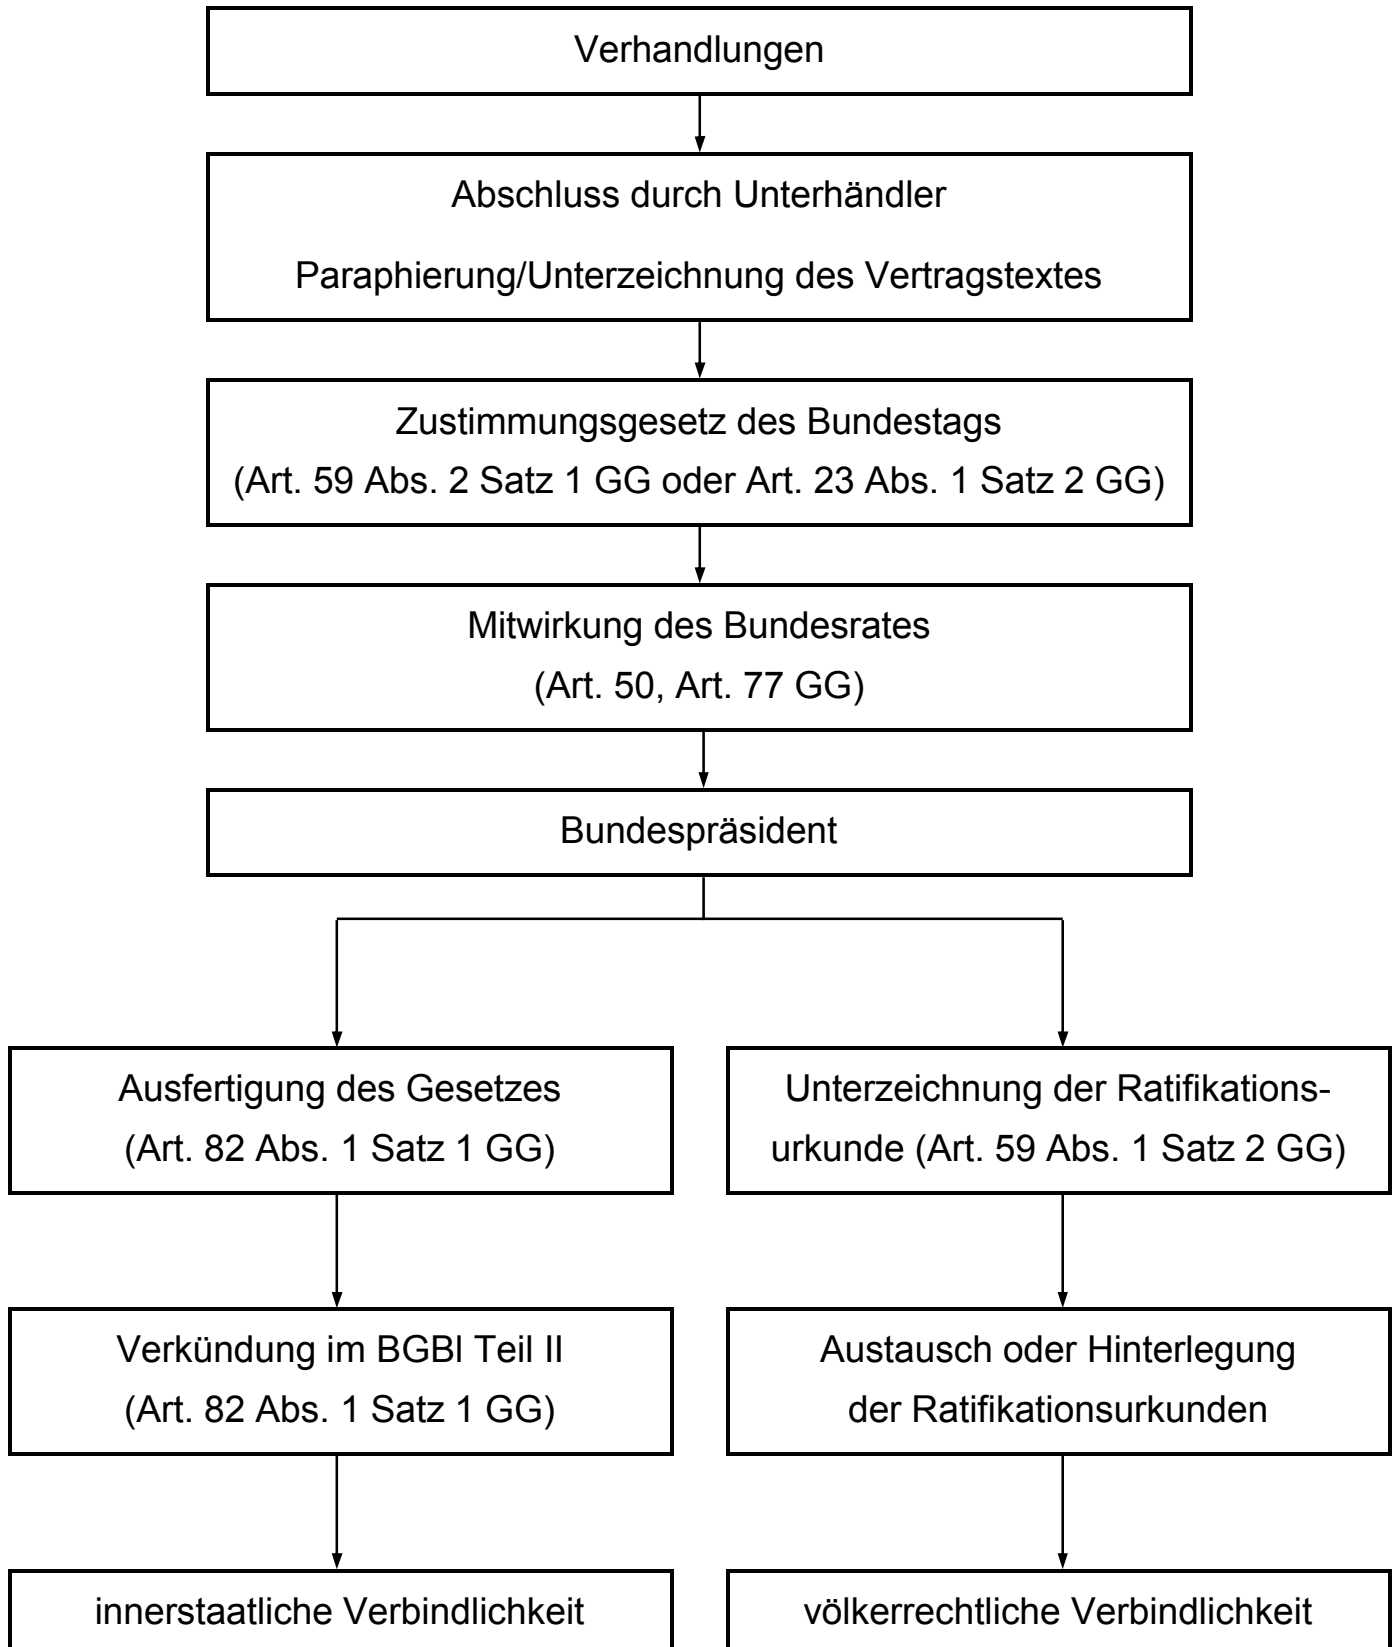 Verhandlungen
Abschluss durch Unterhändler
Paraphierung/Unterzeichnung des Vertragstextes
Zustimmungsgesetz des Bundestags
(Art. 59 Abs. 2 Satz 1 GG oder Art. 23 Abs. 1 Satz 2 GG)
Mitwirkung des Bundesrates
(Art. 50, Art. 77 GG)
Bundespräsident
Ausfertigung des Gesetzes
(Art. 82 Abs. 1 Satz 1 GG)
Unterzeichnung der Ratifikations-
urkunde (Art. 59 Abs. 1 Satz 2 GG)
Verkündung im BGBl Teil II
(Art. 82 Abs. 1 Satz 1 GG)
Austausch oder Hinterlegung
der Ratifikationsurkunden
innerstaatliche Verbindlichkeit
völkerrechtliche Verbindlichkeit